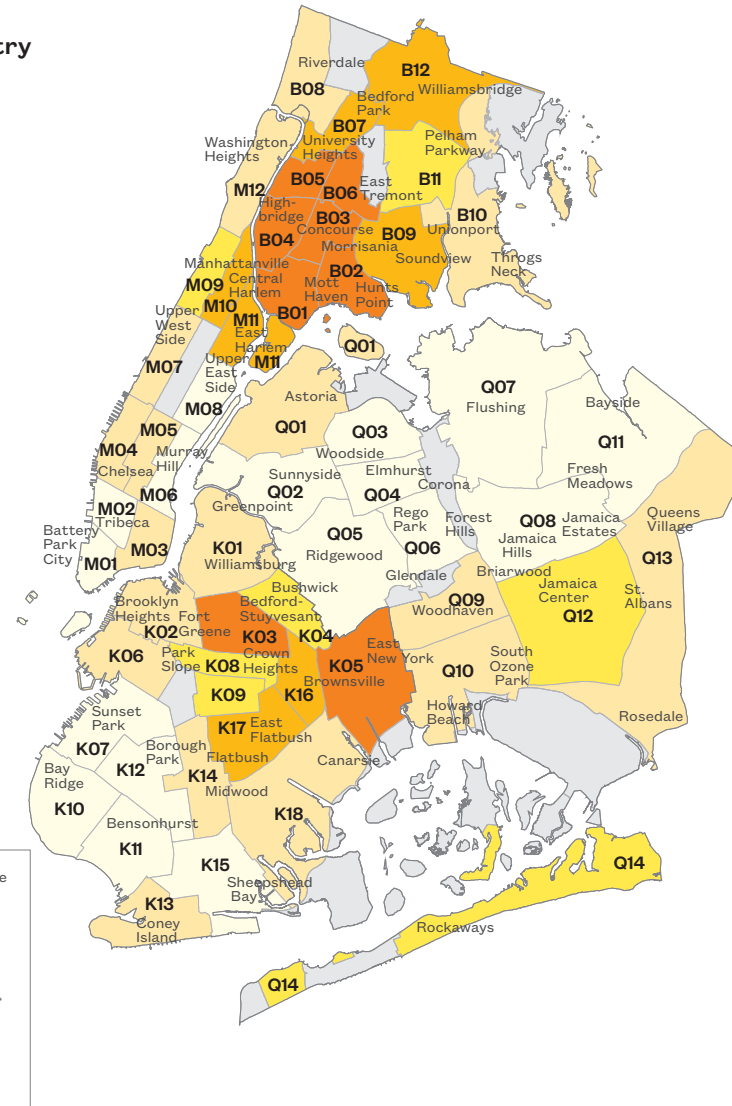 try
B12
Riverdale
Williamsbridge
B08
Bedford
Park
B07
University
Heights
Pelham
Parkway
Washington
Heights
B05
B06
East
Tremont
B11
M12
High-
bridge
B03
Concourse
B10
Unionport
B04
Morrisania
B09
Soundview
Throgs
Neck
Manhattanville
Central
Harlem
B02
Mott
Haven
Hunts
Point
M09
M10
B01
M11
East
Harlem
Upper
West
Side
M11
Q01
Upper
East
Side
M07
M08
Astoria
Q07
Flushing
Bayside
M05
Q01
Q03
Q11
M04
Murray
Hill
Woodside
Chelsea
Elmhurst
Sunnyside
Corona
Fresh
Meadows
M06
Q02
Q04
M02
Tribeca
Greenpoint
Rego
Park
Forest
Hills
Q08
Jamaica
Hills
Jamaica
Estates
Queens
Village
Battery
Park
City
M03
M01
K01
Williamsburg
Q05
Ridgewood
Q06
Q13
Glendale
Briarwood
Bushwick
Jamaica
Center
Q12
St.
Albans
Brooklyn
Heights
Fort
Greene
Bedford-
Stuyvesant
Q09
Woodhaven
K02
K03
K04
K06
Park
Slope
K08
Crown
Heights
K05
Brownsville
East
New York
Q10
South
Ozone
Park
K09
K16
Sunset
Park
Howard
Beach
Rosedale
K17
East
Flatbush
K07
Borough
Park
Flatbush
Canarsie
K12
K14
Midwood
Bay
Ridge
K10
K18
Bensonhurst
K11
K15
Q14
Sheepshead
Bay
K13
Coney
Island
Rockaways
Q14
e